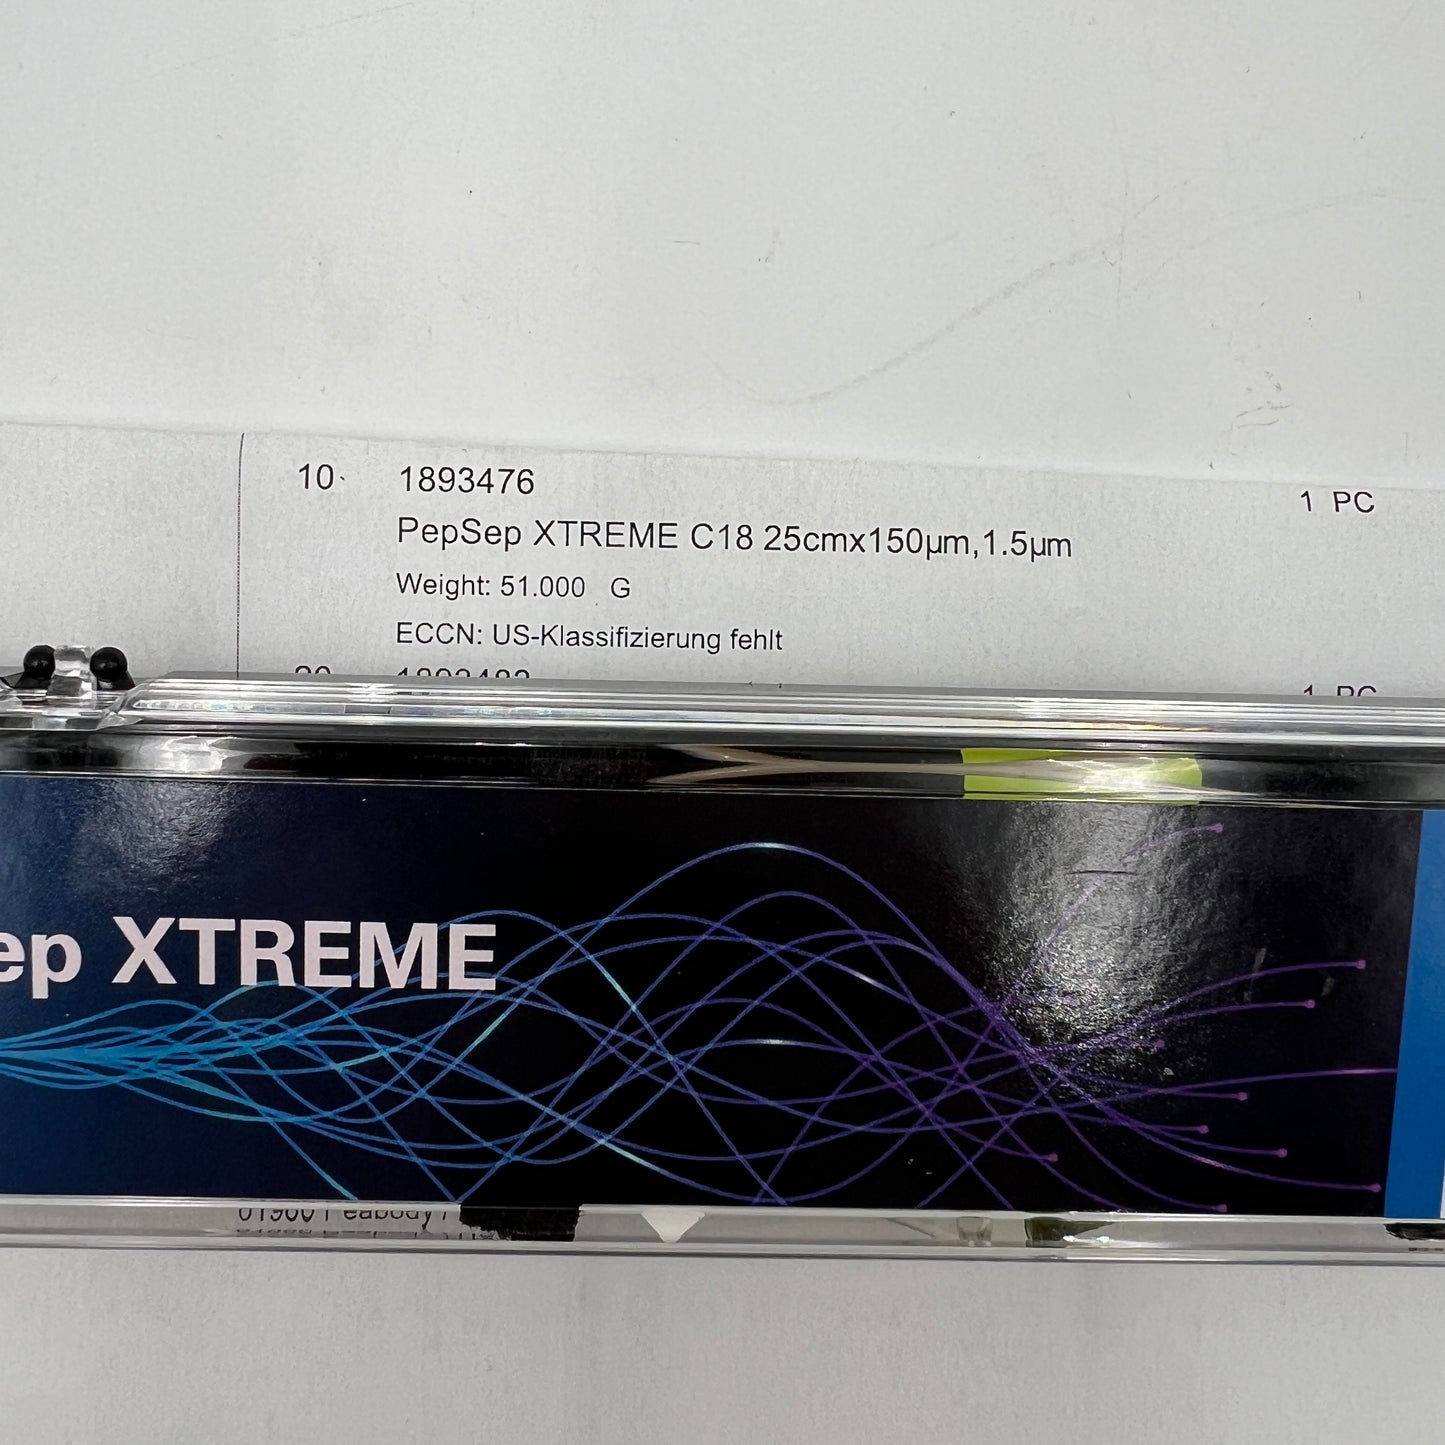 10 1893476 1 PC
PepSep XTREME C18 25cmx150µm,1.5µm
Weight: 51.000 G
ECCN: US-Klassifizierung fehlt
1 PC
ep XTREME